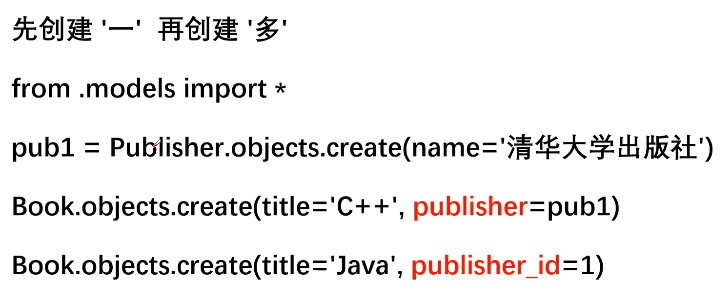 先创建 '一' 再创建 '多'
from .models import *
pub1 = Publisher.objects.create(name='清华大学出版社')
Book.objects.create(title='C++', publisher=pub1)
Book.objects.create(title='Java', publisher_id=1)